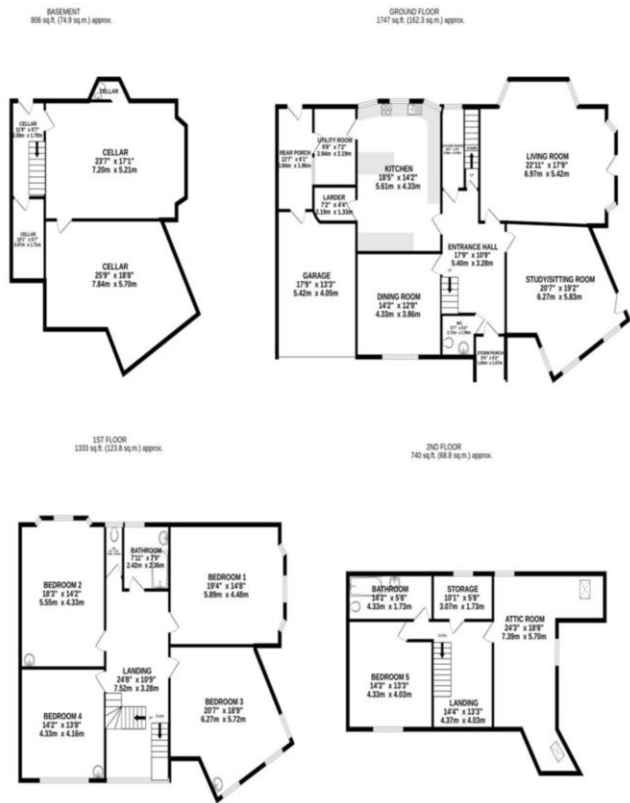 BASEMENT
806 sq.ft. (74.9 sq.m.) approx.
GROUND FLOOR
1747 sq.ft. (162.3 sq.m.) approx.
CELLAR
CELLAR
CELLAR
23'7" x 17'1"
7.20m x 5.21m
CELLAR
CELLAR
25'9" x 18'8"
7.84m x 5.70m
REAR PORCH
12'7" x 6'1"
UTILITY ROOM
9'8" x 7'2"
2.94m x 2.19m
LARDER
7'2" x 4'4"
2.19m x 1.33m
KITCHEN
18'5" x 14'2"
5.61m x 4.33m
LIVING ROOM
22'11" x 17'9"
6.97m x 5.42m
ENTRANCE HALL
17'9" x 10'9"
5.40m x 3.28m
GARAGE
17'9" x 13'3"
5.42m x 4.05m
DINING ROOM
14'2" x 12'8"
4.33m x 3.86m
STUDY/SITTING ROOM
20'7" x 19'2"
6.27m x 5.83m
WC
STORM PORCH
1ST FLOOR
1333 sq.ft. (123.8 sq.m.) approx.
2ND FLOOR
740 sq.ft. (68.8 sq.m.) approx.
BEDROOM 2
18'3" x 14'2"
5.55m x 4.33m
BATHROOM
7'11" x 7'9"
2.42m x 2.36m
BEDROOM 1
19'4" x 14'8"
5.89m x 4.48m
LANDING
24'8" x 10'9"
7.52m x 3.28m
BEDROOM 4
14'2" x 13'8"
4.33m x 4.16m
BEDROOM 3
20'7" x 18'9"
6.27m x 5.72m
BATHROOM
14'2" x 5'8"
4.33m x 1.73m
STORAGE
10'1" x 5'8"
3.07m x 1.73m
ATTIC ROOM
24'3" x 18'8"
7.39m x 5.70m
BEDROOM 5
14'3" x 13'3"
4.33m x 4.03m
LANDING
14'4" x 13'3"
4.37m x 4.03m